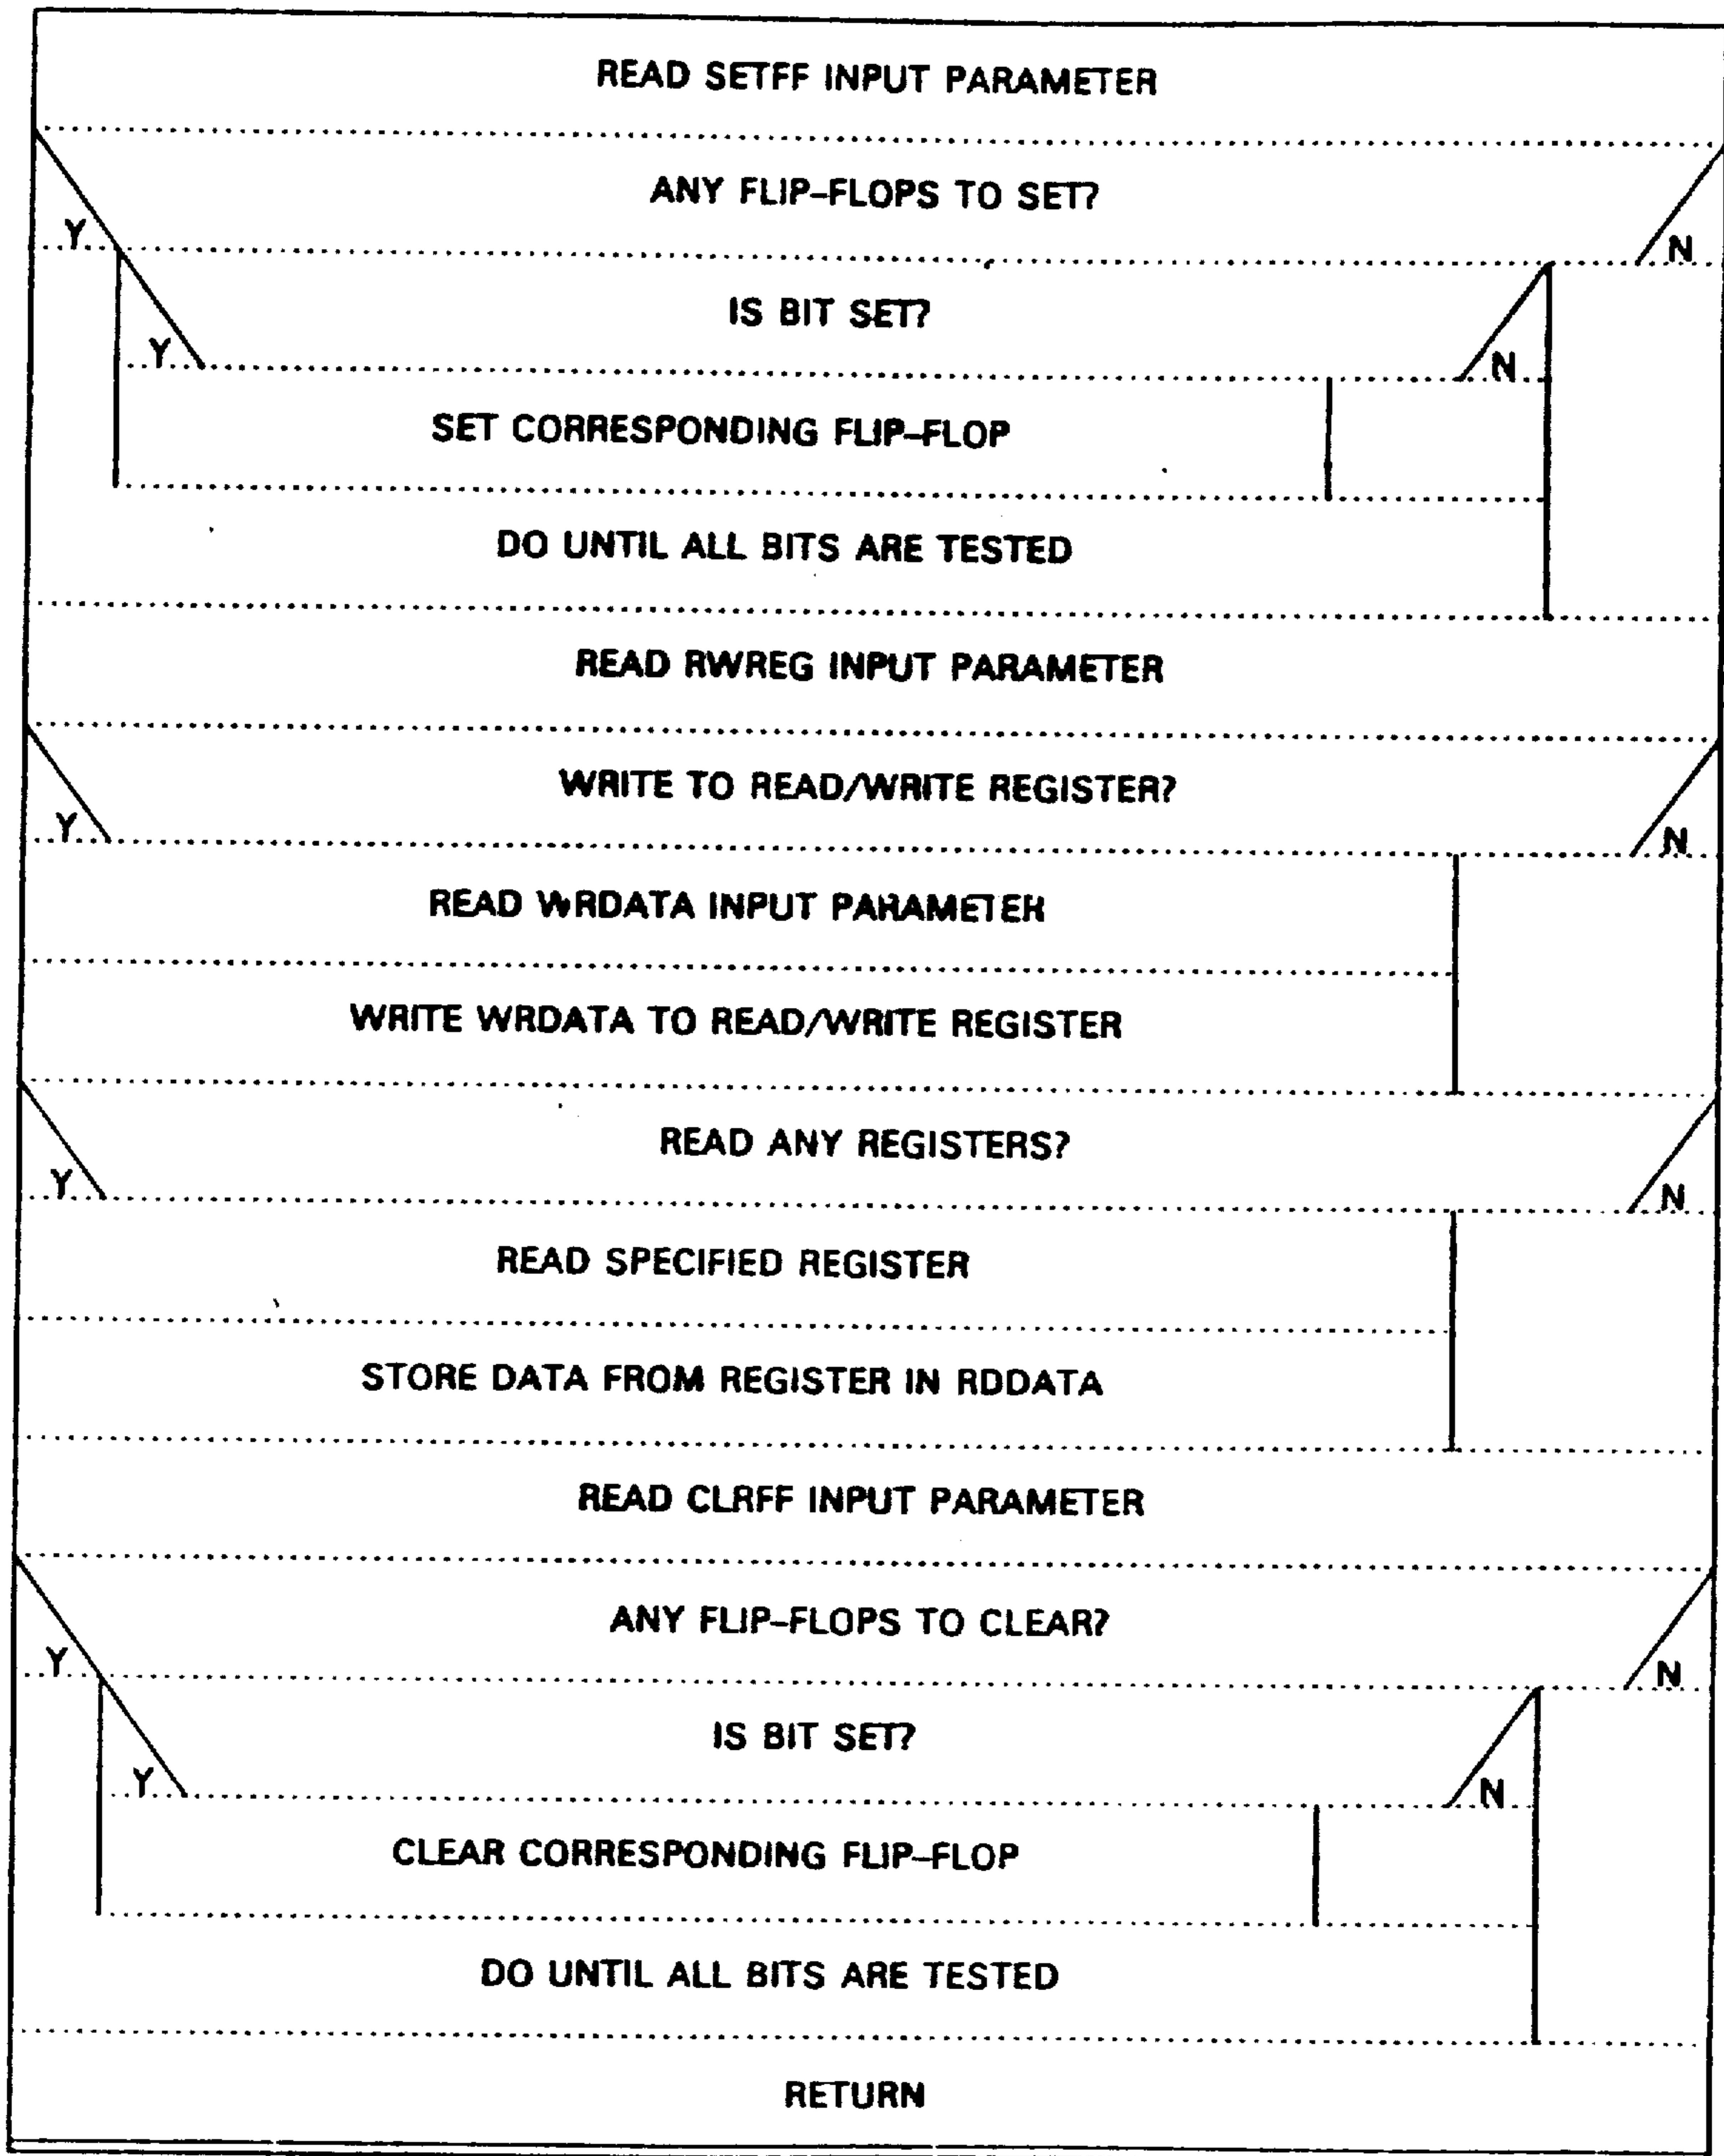 READ SETFF INPUT PARAMETER
ANY FLIP-FLOPS TO SET?
Y
N
IS BIT SET?
Y
N
SET CORRESPONDING FLIP-FLOP
DO UNTIL ALL BITS ARE TESTED
READ RWREG INPUT PARAMETER
WRITE TO READ/WRITE REGISTER?
Y
N
READ WRDATA INPUT PARAMETER
WRITE WRDATA TO READ/WRITE REGISTER
READ ANY REGISTERS?
Y
N
READ SPECIFIED REGISTER
STORE DATA FROM REGISTER IN RDDATA
READ CLRFF INPUT PARAMETER
ANY FLIP-FLOPS TO CLEAR?
Y
N
IS BIT SET?
Y
N
CLEAR CORRESPONDING FLIP-FLOP
DO UNTIL ALL BITS ARE TESTED
RETURN